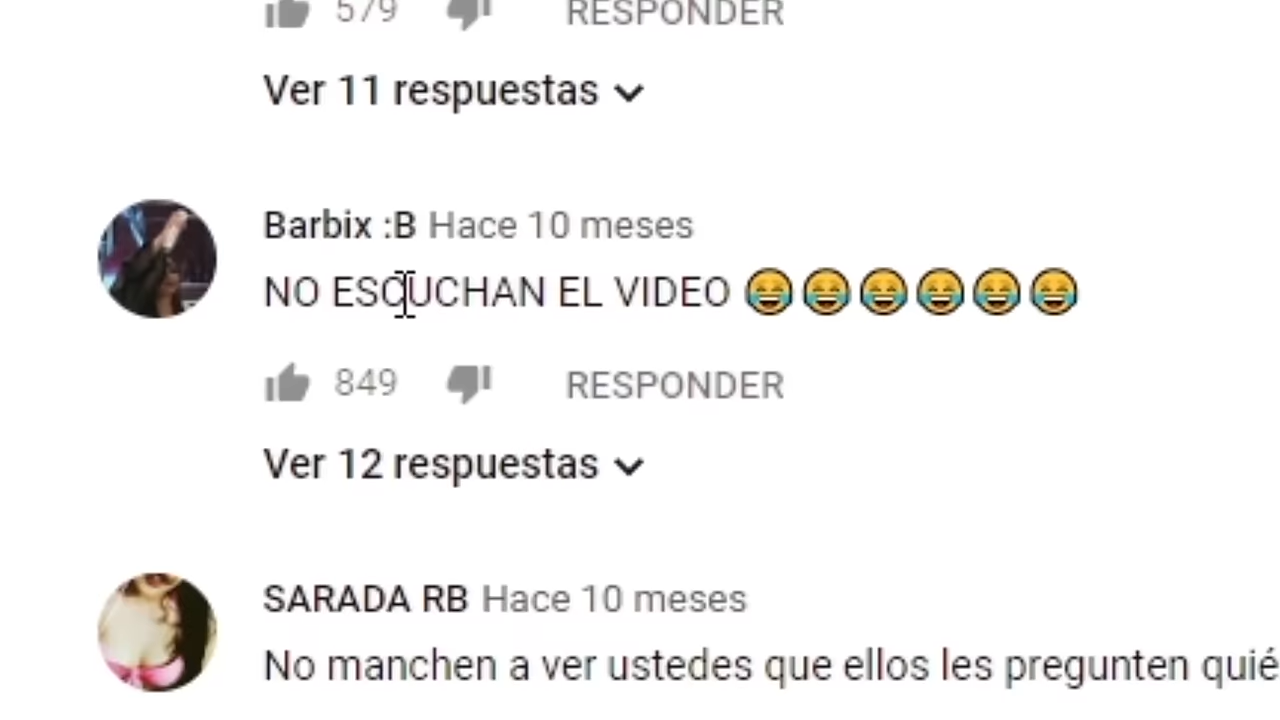 579 RESPONDER
Ver 11 respuestas
Barbix :B Hace 10 meses
NO ESCUCHAN EL VIDEO 😂😂😂😂😂😂
849 RESPONDER
Ver 12 respuestas
SARADA RB Hace 10 meses
No manchen a ver ustedes que ellos les pregunten quié